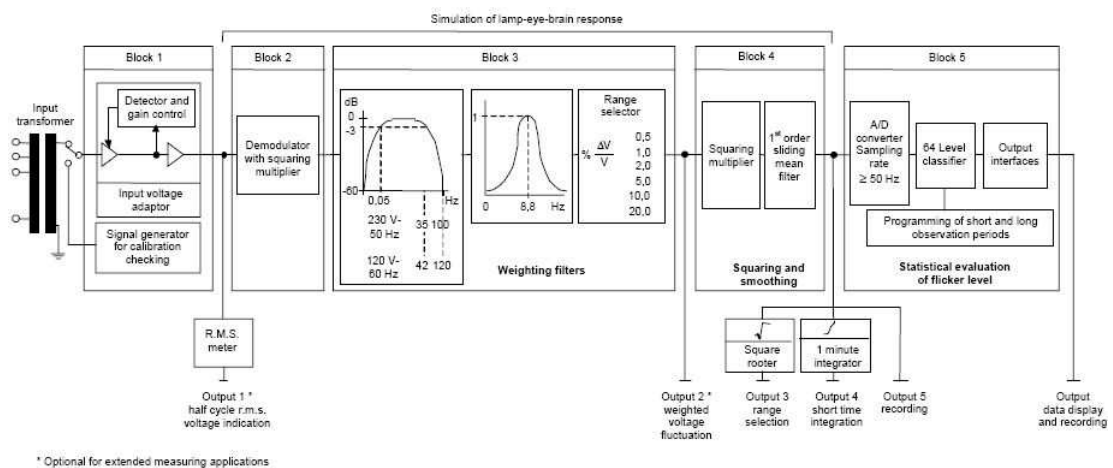 Simulation of lamp-eye-brain response
Block 1
Block 2
Block 3
Block 4
Block 5
Input
transformer
Detector and
gain control
Input voltage
adaptor
Signal generator
for calibration
checking
Demodulator
with squaring
multiplier
dB
0
-3
-60
0,05
Hz
230 V-
50 Hz
35 100
120 V-
60 Hz
42 120
1
0
8,8
Hz
Weighting filters
Range
selector
% ΔV
V
0,5
1,0
2,0
5,0
10,0
20,0
Squaring
multiplier
1st order
sliding
mean
filter
Squaring and
smoothing
A/D
converter
Sampling
rate
≥ 50 Hz
64 Level
classifier
Output
interfaces
Programming of short and long
observation periods
Statistical evaluation
of flicker level
R.M.S.
meter
√
Square
rooter
1 minute
integrator
Output 1 *
half cycle r.m.s.
voltage indication
Output 2 *
weighted
voltage
fluctuation
Output 3
range
selection
Output 4
short time
integration
Output 5
recording
Output
data display
and recording
* Optional for extended measuring applications